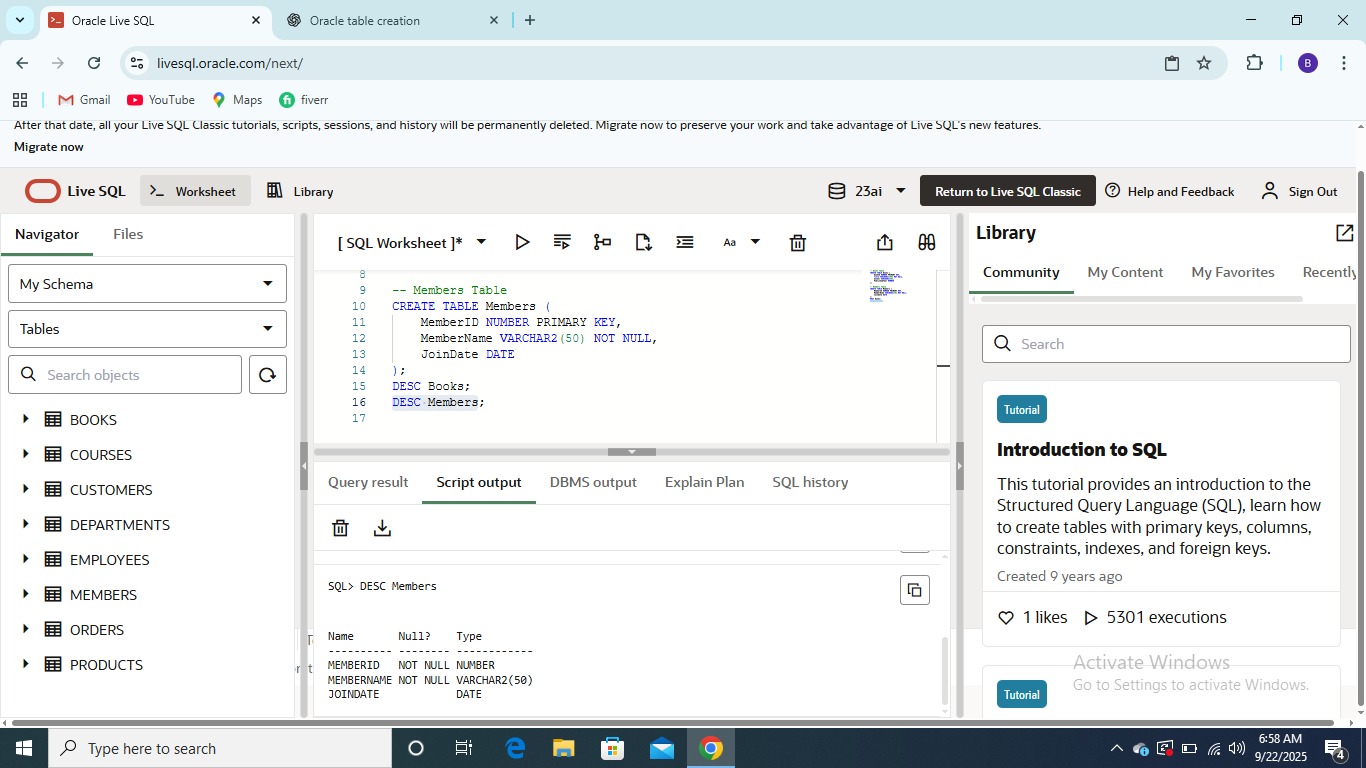 Oracle Live SQL
Oracle table creation
livesql.oracle.com/next/
B
Gmail
YouTube
Maps
fiverr
After that date, all your Live SQL Classic tutorials, scripts, sessions, and history will be permanently deleted. Migrate now to preserve your work and take advantage of Live SQL's new features.
Migrate now
Live SQL
Worksheet
Library
23ai
Return to Live SQL Classic
Help and Feedback
Sign Out
Navigator
Files
My Schema
Tables
Search objects
BOOKS
COURSES
CUSTOMERS
DEPARTMENTS
EMPLOYEES
MEMBERS
ORDERS
PRODUCTS
[ SQL Worksheet ]*
Aa
8
9 -- Members Table
10 CREATE TABLE Members (
11 MemberID NUMBER PRIMARY KEY,
12 MemberName VARCHAR2(50) NOT NULL,
13 JoinDate DATE
14 );
15 DESC Books;
16 DESC Members;
17
Query result
Script output
DBMS output
Explain Plan
SQL history
SQL> DESC Members
Name Null? Type
---------- -------- ------------
MEMBERID NOT NULL NUMBER
MEMBERNAME NOT NULL VARCHAR2(50)
JOINDATE DATE
Library
Community
My Content
My Favorites
Recently
Search
Tutorial
Introduction to SQL
This tutorial provides an introduction to the
Structured Query Language (SQL), learn how
to create tables with primary keys, columns,
constraints, indexes, and foreign keys.
Created 9 years ago
1 likes
5301 executions
Tutorial
Activate Windows
Go to Settings to activate Windows.
Type here to search
6:58 AM
9/22/2025
4